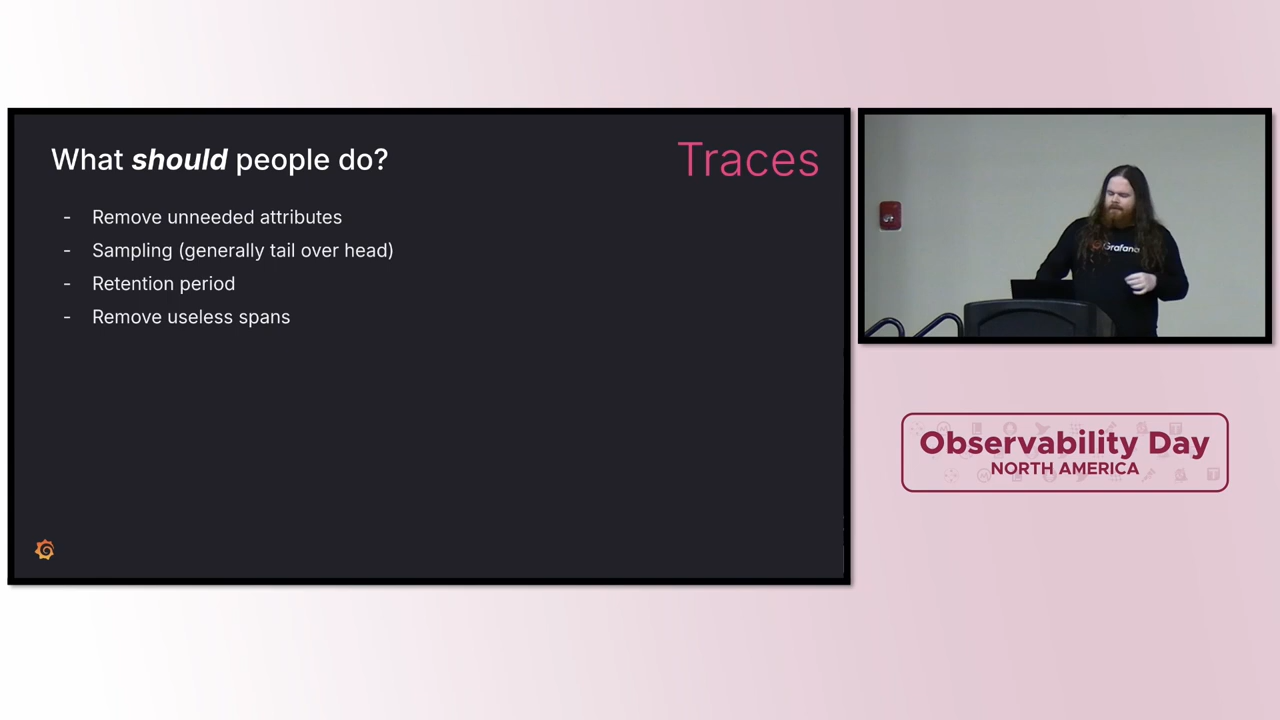 What should people do?
Traces
- Remove unneeded attributes
- Sampling (generally tail over head)
- Retention period
- Remove useless spans
Grafana
Observability Day
NORTH AMERICA